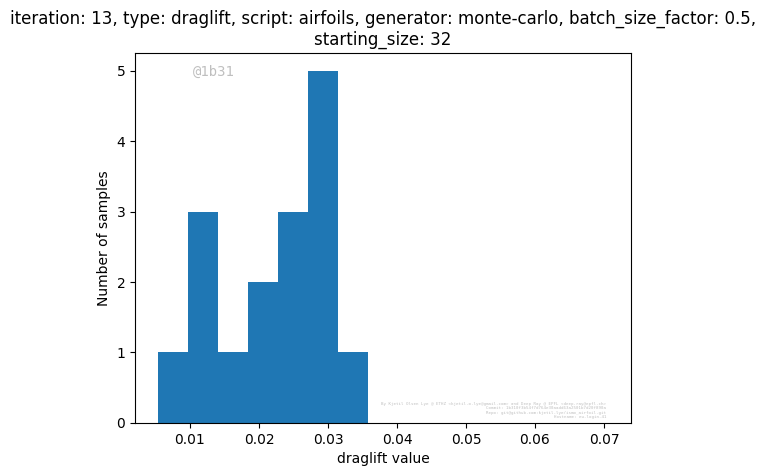 iteration: 13, type: draglift, script: airfoils, generator: monte-carlo, batch_size_factor: 0.5,
starting_size: 32
@1b31
5
4
3
2
1
0
Number of samples
0.01 0.02 0.03 0.04 0.05 0.06 0.07
draglift value